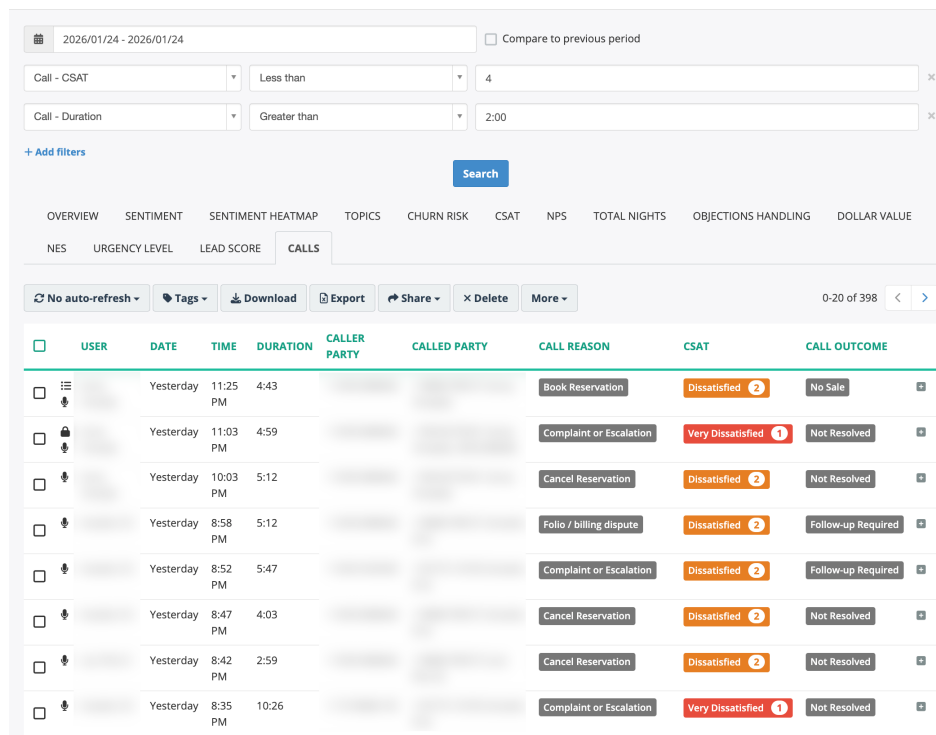 2026/01/24 - 2026/01/24 Compare to previous period
Call - CSAT Less than 4 ×
Call - Duration Greater than 2:00 ×
+ Add filters
Search
OVERVIEW SENTIMENT SENTIMENT HEATMAP TOPICS CHURN RISK CSAT NPS TOTAL NIGHTS OBJECTIONS HANDLING DOLLAR VALUE
NES URGENCY LEVEL LEAD SCORE CALLS
No auto-refresh Tags Download Export Share × Delete More 0-20 of 398
USER DATE TIME DURATION CALLER PARTY CALLED PARTY CALL REASON CSAT CALL OUTCOME
Yesterday 11:25 PM 4:43 Book Reservation Dissatisfied 2 No Sale
Yesterday 11:03 PM 4:59 Complaint or Escalation Very Dissatisfied 1 Not Resolved
Yesterday 10:03 PM 5:12 Cancel Reservation Dissatisfied 2 Not Resolved
Yesterday 8:58 PM 5:12 Folio / billing dispute Dissatisfied 2 Follow-up Required
Yesterday 8:52 PM 5:47 Complaint or Escalation Dissatisfied 2 Follow-up Required
Yesterday 8:47 PM 4:03 Cancel Reservation Dissatisfied 2 Not Resolved
Yesterday 8:42 PM 2:59 Cancel Reservation Dissatisfied 2 Not Resolved
Yesterday 8:35 PM 10:26 Complaint or Escalation Very Dissatisfied 1 Not Resolved